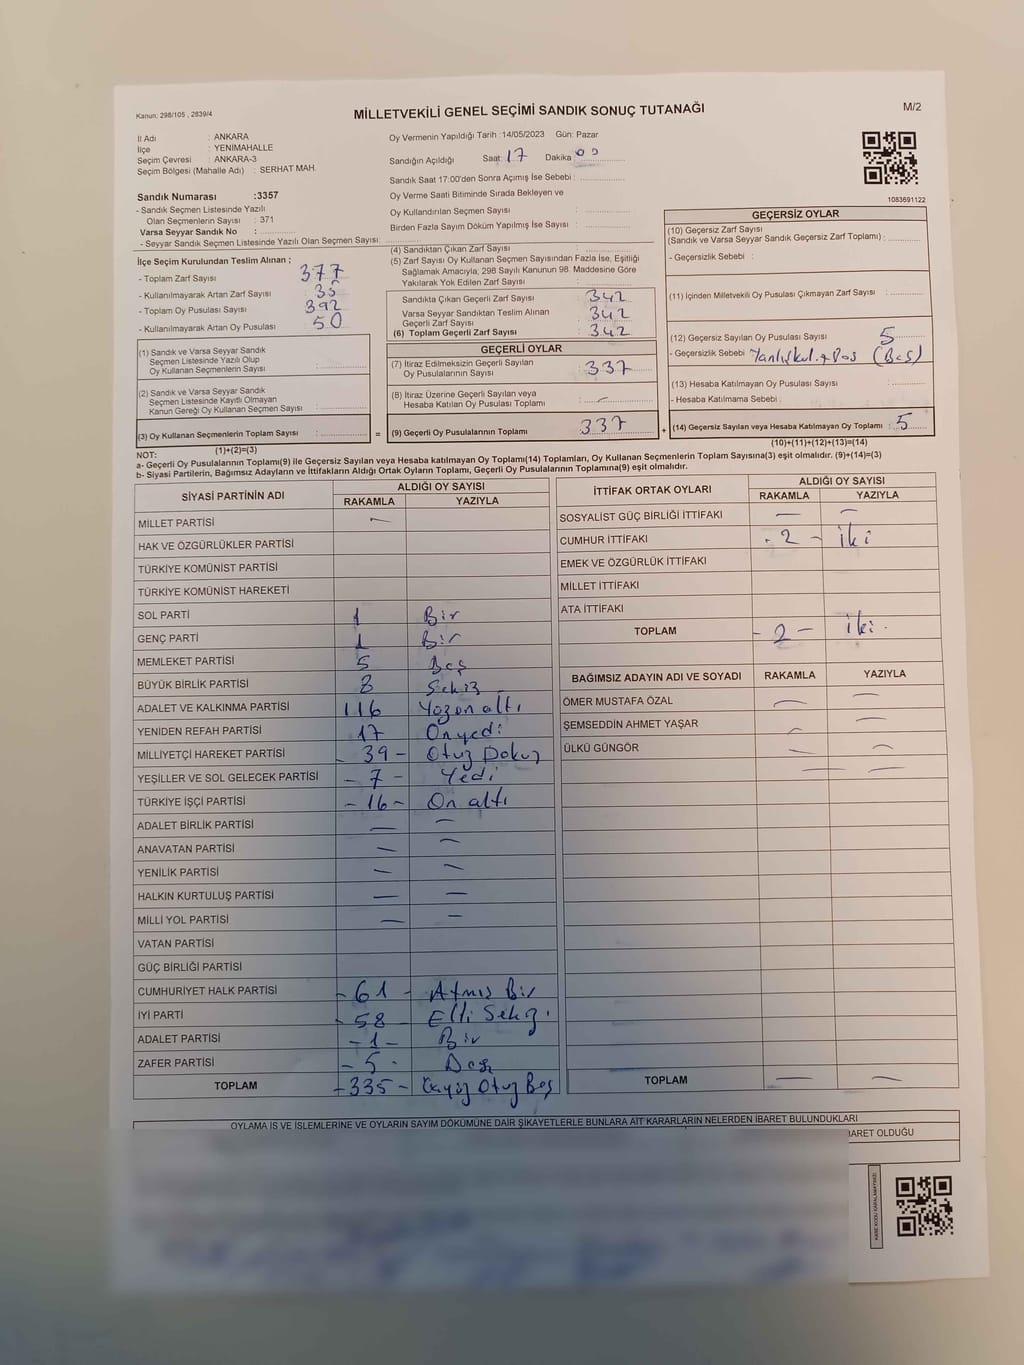 Kanun: 298/105 , 2839/4
MİLLETVEKİLİ GENEL SEÇİMİ SANDIK SONUÇ TUTANAĞI
M/2
İl Adı : ANKARA
İlçe : YENİMAHALLE
Seçim Çevresi : ANKARA-3
Seçim Bölgesi (Mahalle Adı) : SERHAT MAH.
Oy Vermenin Yapıldığı Tarih :14/05/2023 Gün: Pazar
Sandığın Açıldığı Saat: 17 Dakika: 00
Sandık Saat 17:00'den Sonra Açımış İse Sebebi :
Oy Verme Saati Bitiminde Sırada Bekleyen ve
Oy Kullandırılan Seçmen Sayısı :
Birden Fazla Sayım Döküm Yapılmış İse Sayısı :
1083691122
Sandık Numarası :3357
- Sandık Seçmen Listesinde Yazılı
Olan Seçmenlerin Sayısı : 371
Varsa Seyyar Sandık No :
- Seyyar Sandık Seçmen Listesinde Yazılı Olan Seçmen Sayısı:
İlçe Seçim Kurulundan Teslim Alınan ;
- Toplam Zarf Sayısı : 377
- Kullanılmayarak Artan Zarf Sayısı : 35
- Toplam Oy Pusulası Sayısı : 392
- Kullanılmayarak Artan Oy Pusulası : 50
(1) Sandık ve Varsa Seyyar Sandık
Seçmen Listesinde Yazılı Olup
Oy Kullanan Seçmenlerin Sayısı :
(2) Sandık ve Varsa Seyyar Sandık
Seçmen Listesinde Kayıtlı Olmayan
Kanun Gereği Oy Kullanan Seçmen Sayısı :
(3) Oy Kullanan Seçmenlerin Toplam Sayısı :
(1)+(2)=(3)
(4) Sandıktan Çıkan Zarf Sayısı :
(5) Zarf Sayısı Oy Kullanan Seçmen Sayısından Fazla İse, Eşitliği
Sağlamak Amacıyla, 298 Sayılı Kanunun 98. Maddesine Göre
Yakılarak Yok Edilen Zarf Sayısı :
Sandıkta Çıkan Geçerli Zarf Sayısı : 342
Varsa Seyyar Sandıktan Teslim Alınan
Geçerli Zarf Sayısı : 342
(6) Toplam Geçerli Zarf Sayısı : 342
GEÇERLİ OYLAR
(7) İtiraz Edilmeksizin Geçerli Sayılan
Oy Pusulalarının Sayısı : 337
(8) İtiraz Üzerine Geçerli Sayılan veya
Hesaba Katılan Oy Pusulası Toplamı : —
= (9) Geçerli Oy Pusulalarının Toplamı : 337 +
GEÇERSİZ OYLAR
(10) Geçersiz Zarf Sayısı
(Sandık ve Varsa Seyyar Sandık Geçersiz Zarf Toplamı) :
- Geçersizlik Sebebi :
(11) İçinden Milletvekili Oy Pusulası Çıkmayan Zarf Sayısı :
(12) Geçersiz Sayılan Oy Pusulası Sayısı : 5
- Geçersizlik Sebebi (Beş)
(13) Hesaba Katılmayan Oy Pusulası Sayısı :
- Hesaba Katılmama Sebebi :
(14) Geçersiz Sayılan veya Hesaba Katılmayan Oy Toplamı : 5
(10)+(11)+(12)+(13)=(14)
NOT:
a- Geçerli Oy Pusulalarının Toplamı(9) ile Geçersiz Sayılan veya Hesaba Katılmayan Oy Toplamı(14) Toplamları, Oy Kullanan Seçmenlerin Toplam Sayısına(3) eşit olmalıdır. (9)+(14)=(3)
b- Siyasi Partilerin, Bağımsız Adayların ve İttifakların Aldığı Ortak Oyların Toplamı, Geçerli Oy Pusulalarının Toplamına(9) eşit olmalıdır.
SİYASİ PARTİNİN ADI ALDIĞI OY SAYISI
RAKAMLA YAZIYLA
MİLLET PARTİSİ —
HAK VE ÖZGÜRLÜKLER PARTİSİ
TÜRKİYE KOMÜNİST PARTİSİ
TÜRKİYE KOMÜNİST HAREKETİ
SOL PARTİ 1 Bir
GENÇ PARTİ 1 Bir
MEMLEKET PARTİSİ 5 Beş
BÜYÜK BİRLİK PARTİSİ 8 Sekiz
ADALET VE KALKINMA PARTİSİ 116 Yüzon altı
YENİDEN REFAH PARTİSİ 17 Onyedi
MİLLİYETÇİ HAREKET PARTİSİ - 39 - Otuz Dokuz
YEŞİLLER VE SOL GELECEK PARTİSİ - 7 - Yedi
TÜRKİYE İŞÇİ PARTİSİ - 16 - On altı
ADALET BİRLİK PARTİSİ — —
ANAVATAN PARTİSİ — —
YENİLİK PARTİSİ — —
HALKIN KURTULUŞ PARTİSİ — —
MİLLİ YOL PARTİSİ — —
VATAN PARTİSİ
GÜÇ BİRLİĞİ PARTİSİ
CUMHURİYET HALK PARTİSİ - 61 - Atmış Bir
İYİ PARTİ - 58 - Elli Sekiz
ADALET PARTİSİ - 1 - Bir
ZAFER PARTİSİ - 5 - Beş
TOPLAM - 335 - Üçyüz Otuz Beş
İTTİFAK ORTAK OYLARI ALDIĞI OY SAYISI
RAKAMLA YAZIYLA
SOSYALİST GÜÇ BİRLİĞİ İTTİFAKI — —
CUMHUR İTTİFAKI - 2 - iki
EMEK VE ÖZGÜRLÜK İTTİFAKI
MİLLET İTTİFAKI
ATA İTTİFAKI
TOPLAM - 2 - iki
BAĞIMSIZ ADAYIN ADI VE SOYADI RAKAMLA YAZIYLA
ÖMER MUSTAFA ÖZAL — —
ŞEMSEDDİN AHMET YAŞAR — —
ÜLKÜ GÜNGÖR — —
— —
TOPLAM — —
OYLAMA İŞ VE İŞLEMLERİNE VE OYLARIN SAYIM DÖKÜMÜNE DAİR ŞİKAYETLERLE BUNLARA AİT KARARLARIN NELERDEN İBARET BULUNDUKLARI
BARET OLDUĞU
KARE KODU KARALAMAYINIZ!